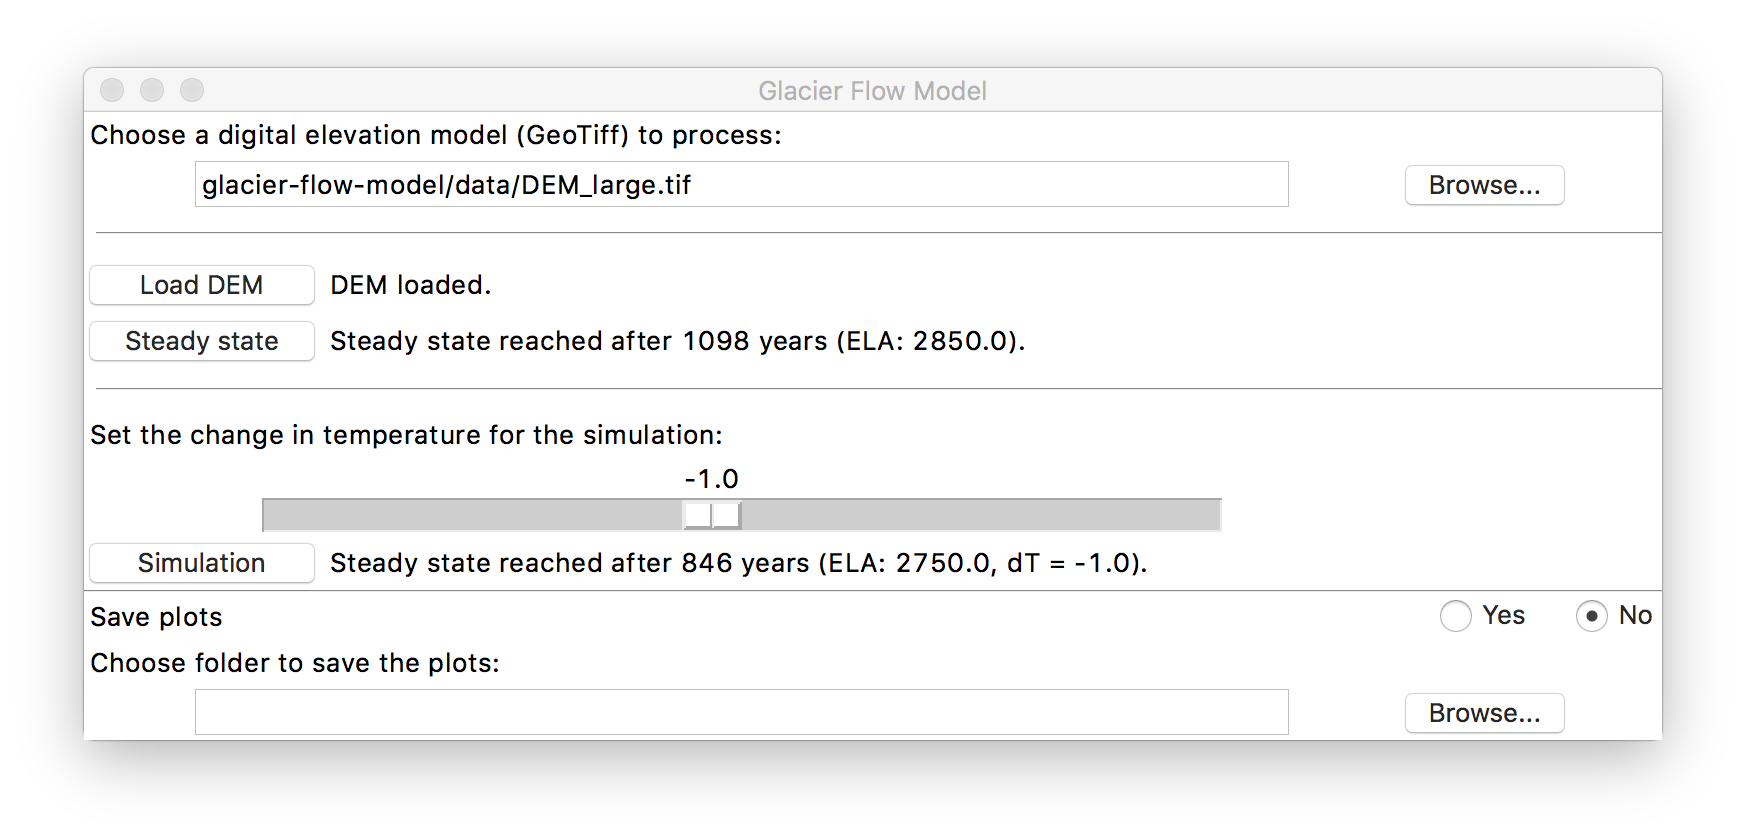 Glacier Flow Model
Choose a digital elevation model (GeoTiff) to process:
glacier-flow-model/data/DEM_large.tif
Browse...
Load DEM
DEM loaded.
Steady state
Steady state reached after 1098 years (ELA: 2850.0).
Set the change in temperature for the simulation:
-1.0
Simulation
Steady state reached after 846 years (ELA: 2750.0, dT = -1.0).
Save plots
Yes
No
Choose folder to save the plots:
Browse...